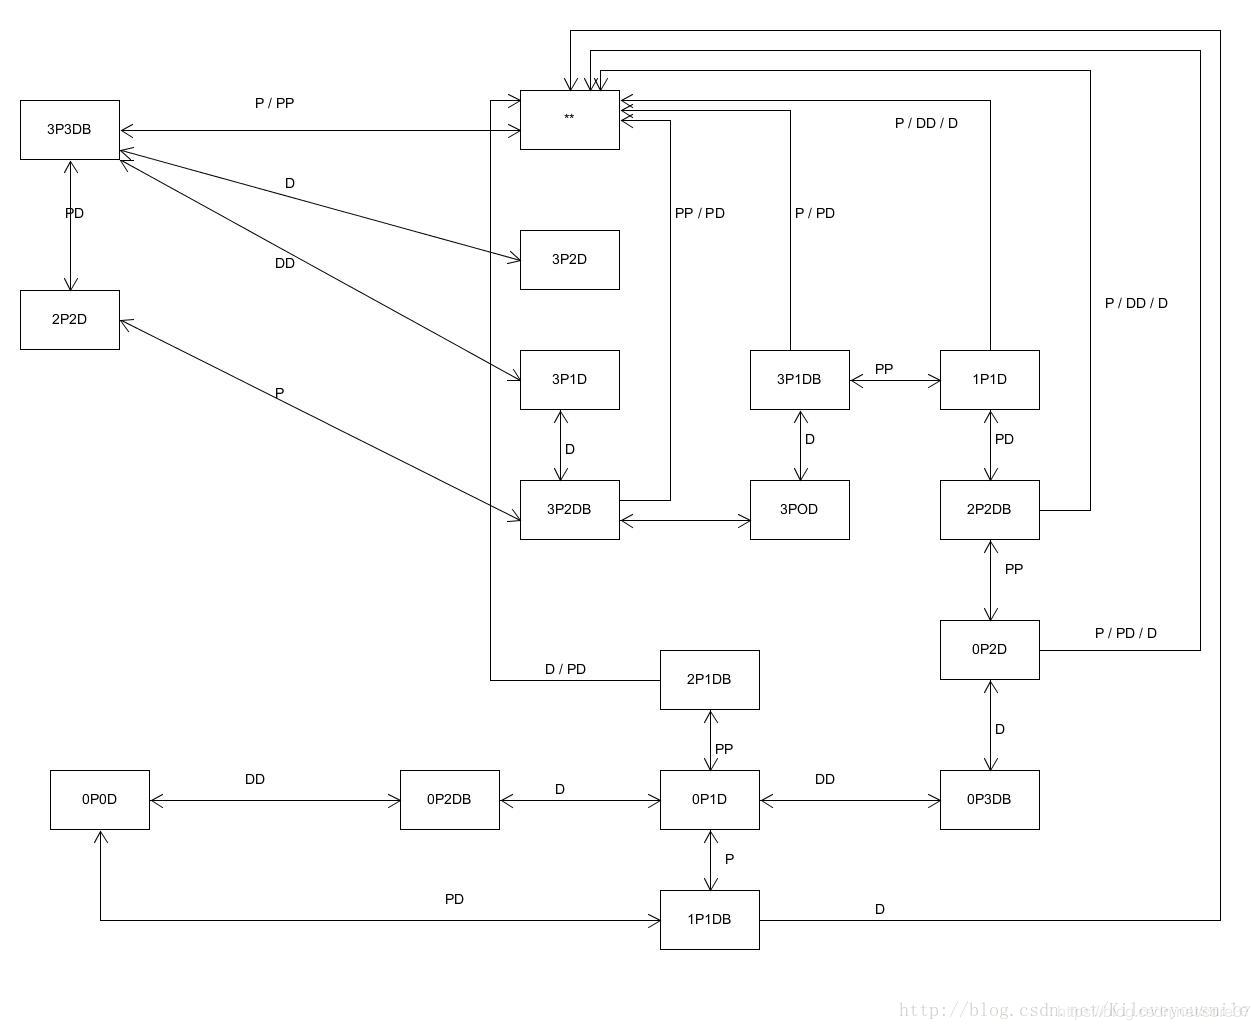 P / PP
**
3P3DB
P / DD / D
D
PD
PP / PD
P / PD
DD
3P2D
2P2D
P / DD / D
P
3P1D
3P1DB
PP
1P1D
D
D
PD
3P2DB
3POD
2P2DB
PP
P / PD / D
0P2D
D / PD
2P1DB
D
PP
DD
D
DD
0P0D
0P2DB
0P1D
0P3DB
P
PD
D
1P1DB
http://blog.csdn.net/Kileveyousmile